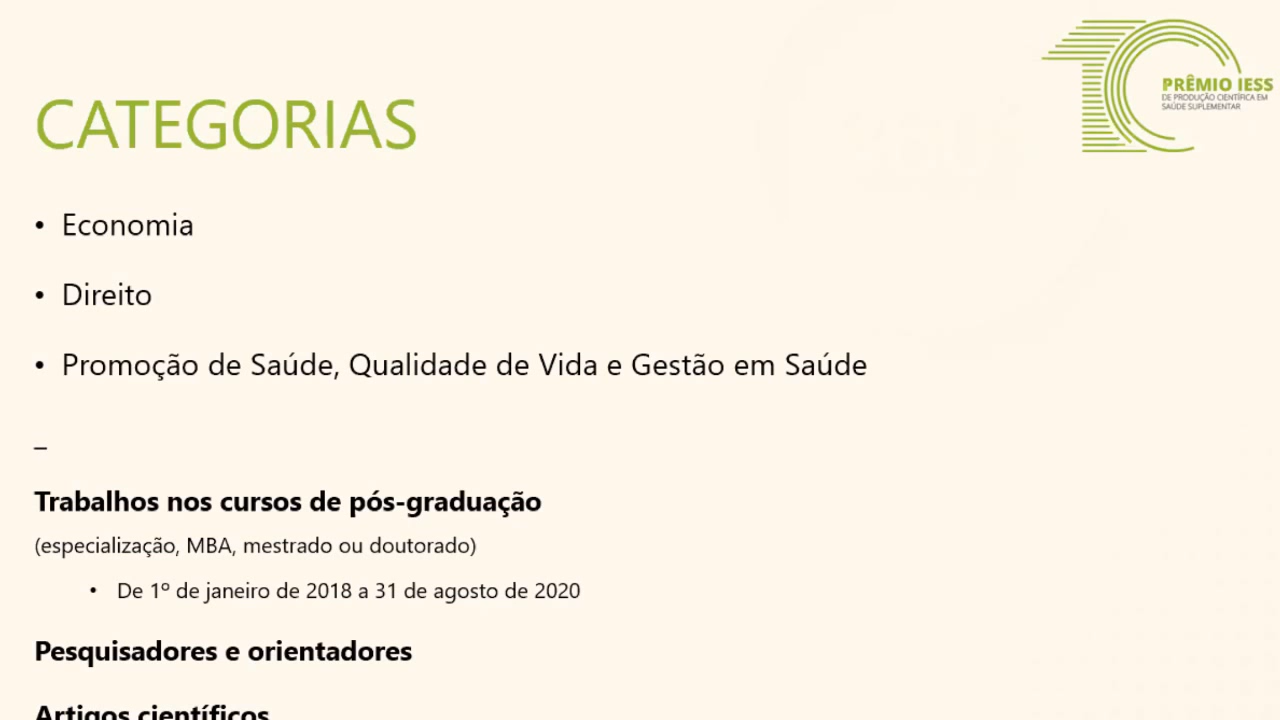 PRÊMIO IESS
DE PRODUÇÃO CIENTÍFICA EM
SAÚDE SUPLEMENTAR
CATEGORIAS
• Economia
• Direito
• Promoção de Saúde, Qualidade de Vida e Gestão em Saúde
–
Trabalhos nos cursos de pós-graduação
(especialização, MBA, mestrado ou doutorado)
• De 1º de janeiro de 2018 a 31 de agosto de 2020
Pesquisadores e orientadores
Artigos científicos